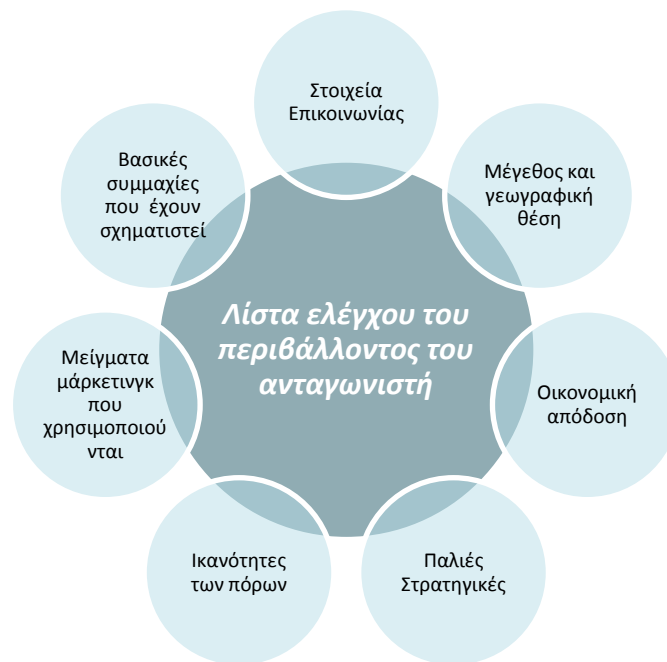 Στοιχεία
Επικοινωνίας
Μέγεθος και
γεωγραφική
θέση
Οικονομική
απόδοση
Παλιές
Στρατηγικές
Ικανότητες
των πόρων
Μείγματα
μάρκετινγκ
που
χρησιμοποιού
νται
Βασικές
συμμαχίες
που έχουν
σχηματιστεί
Λίστα ελέγχου του
περιβάλλοντος του
ανταγωνιστή